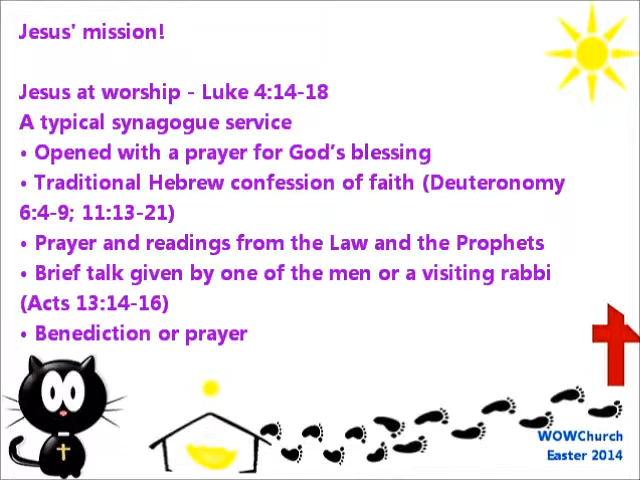 Jesus' mission!
Jesus at worship - Luke 4:14-18
A typical synagogue service
• Opened with a prayer for God’s blessing
• Traditional Hebrew confession of faith (Deuteronomy
6:4-9; 11:13-21)
• Prayer and readings from the Law and the Prophets
• Brief talk given by one of the men or a visiting rabbi
(Acts 13:14-16)
• Benediction or prayer
WOWChurch
Easter 2014